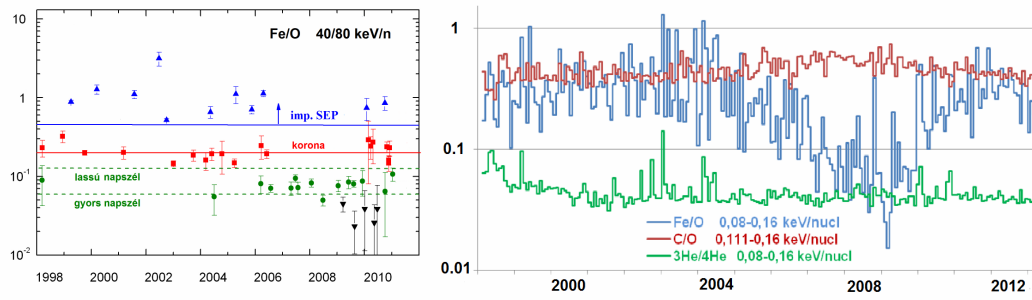 Fe/O 40/80 keV/n
10
1
10⁻¹
10⁻²
imp. SEP
korona
lassú napszél
gyors napszél
1998 2000 2002 2004 2006 2008 2010
1
0.1
0.01
Fe/O 0,08-0,16 keV/nucl
C/O 0,111-0,16 keV/nucl
3He/4He 0,08-0,16 keV/nucl
2000 2004 2008 2012